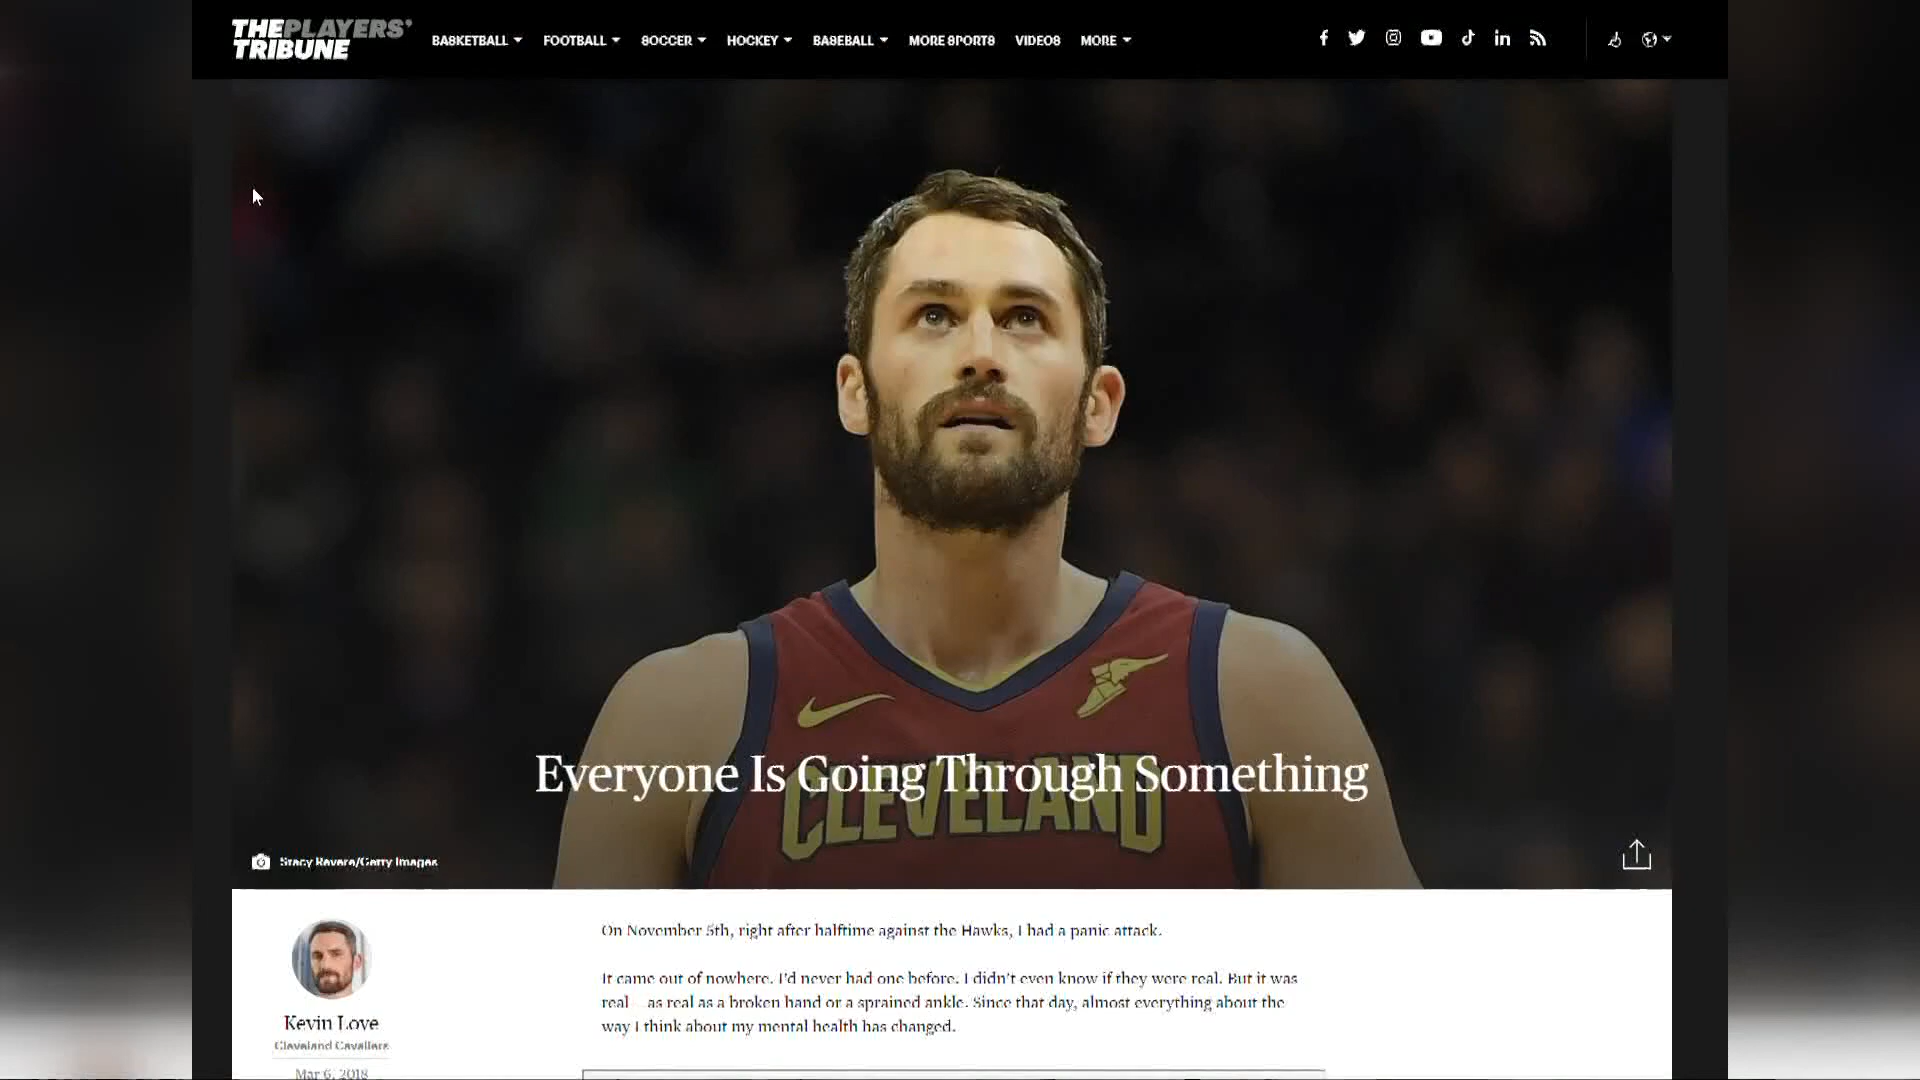 THE PLAYERS'
TRIBUNE
BASKETBALL
FOOTBALL
SOCCER
HOCKEY
BASEBALL
MORE SPORTS
VIDEOS
MORE
CLEVELAND
Everyone Is Going Through Something
Stacy Revere/Getty Images
On November 5th, right after halftime against the Hawks, I had a panic attack.
It came out of nowhere. I'd never had one before. I didn't even know if they were real. But it was
real – as real as a broken hand or a sprained ankle. Since that day, almost everything about the
way I think about my mental health has changed.
Kevin Love
Cleveland Cavaliers
Mar 6, 2018